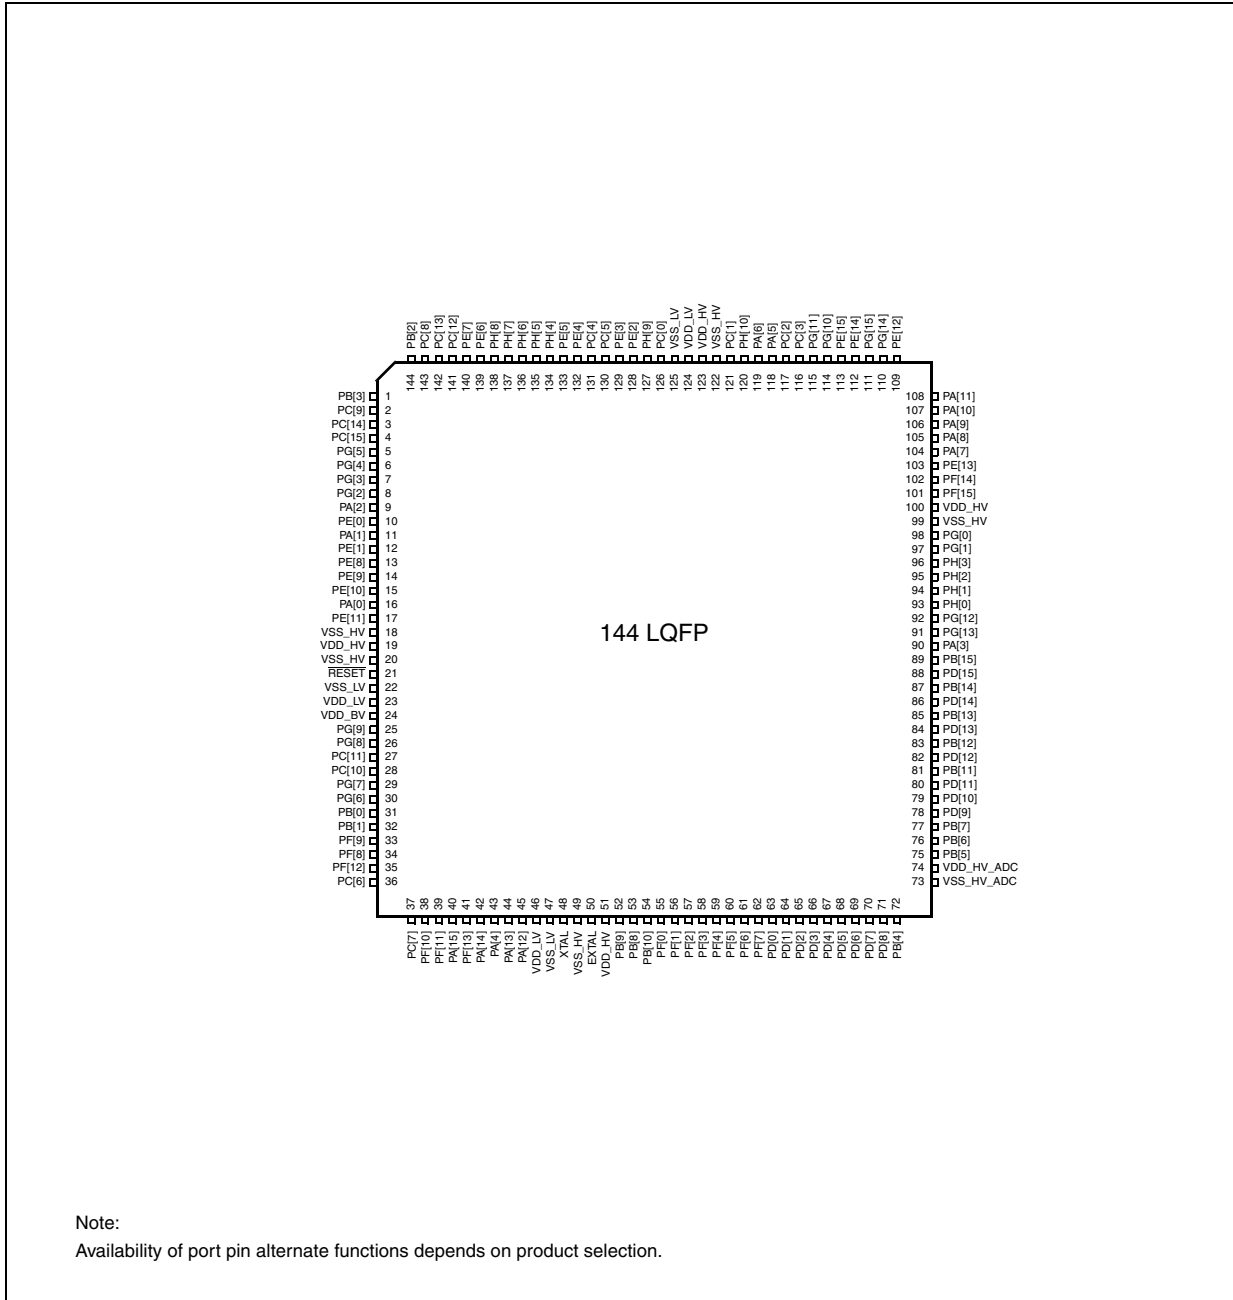 PB[2]
PC[8]
PC[13]
PC[12]
PE[7]
PE[6]
PH[8]
PH[7]
PH[6]
PH[5]
PH[4]
PE[5]
PE[4]
PC[4]
PC[5]
PE[3]
PE[2]
PH[9]
PC[0]
VSS_LV
VDD_LV
VDD_HV
VSS_HV
PC[1]
PH[10]
PA[6]
PA[5]
PC[2]
PC[3]
PG[11]
PG[10]
PE[15]
PE[14]
PG[15]
PG[14]
PE[12]
144
143
142
141
140
139
138
137
136
135
134
133
132
131
130
129
128
127
126
125
124
123
122
121
120
119
118
117
116
115
114
113
112
111
110
109
PB[3] 1
PC[9] 2
PC[14] 3
PC[15] 4
PG[5] 5
PG[4] 6
PG[3] 7
PG[2] 8
PA[2] 9
PE[0] 10
PA[1] 11
PE[1] 12
PE[8] 13
PE[9] 14
PE[10] 15
PA[0] 16
PE[11] 17
VSS_HV 18
VDD_HV 19
VSS_HV 20
RESET 21
VSS_LV 22
VDD_LV 23
VDD_BV 24
PG[9] 25
PG[8] 26
PC[11] 27
PC[10] 28
PG[7] 29
PG[6] 30
PB[0] 31
PB[1] 32
PF[9] 33
PF[8] 34
PF[12] 35
PC[6] 36
144 LQFP
108 PA[11]
107 PA[10]
106 PA[9]
105 PA[8]
104 PA[7]
103 PE[13]
102 PF[14]
101 PF[15]
100 VDD_HV
99 VSS_HV
98 PG[0]
97 PG[1]
96 PH[3]
95 PH[2]
94 PH[1]
93 PH[0]
92 PG[12]
91 PG[13]
90 PA[3]
89 PB[15]
88 PD[15]
87 PB[14]
86 PD[14]
85 PB[13]
84 PD[13]
83 PB[12]
82 PD[12]
81 PB[11]
80 PD[11]
79 PD[10]
78 PD[9]
77 PB[7]
76 PB[6]
75 PB[5]
74 VDD_HV_ADC
73 VSS_HV_ADC
37
38
39
40
41
42
43
44
45
46
47
48
49
50
51
52
53
54
55
56
57
58
59
60
61
62
63
64
65
66
67
68
69
70
71
72
PC[7]
PF[10]
PF[11]
PA[15]
PF[13]
PA[14]
PA[4]
PA[13]
PA[12]
VDD_LV
VSS_LV
XTAL
VSS_HV
EXTAL
VDD_HV
PB[9]
PB[8]
PB[10]
PF[0]
PF[1]
PF[2]
PF[3]
PF[4]
PF[5]
PF[6]
PF[7]
PD[0]
PD[1]
PD[2]
PD[3]
PD[4]
PD[5]
PD[6]
PD[7]
PD[8]
PB[4]
Note:
Availability of port pin alternate functions depends on product selection.